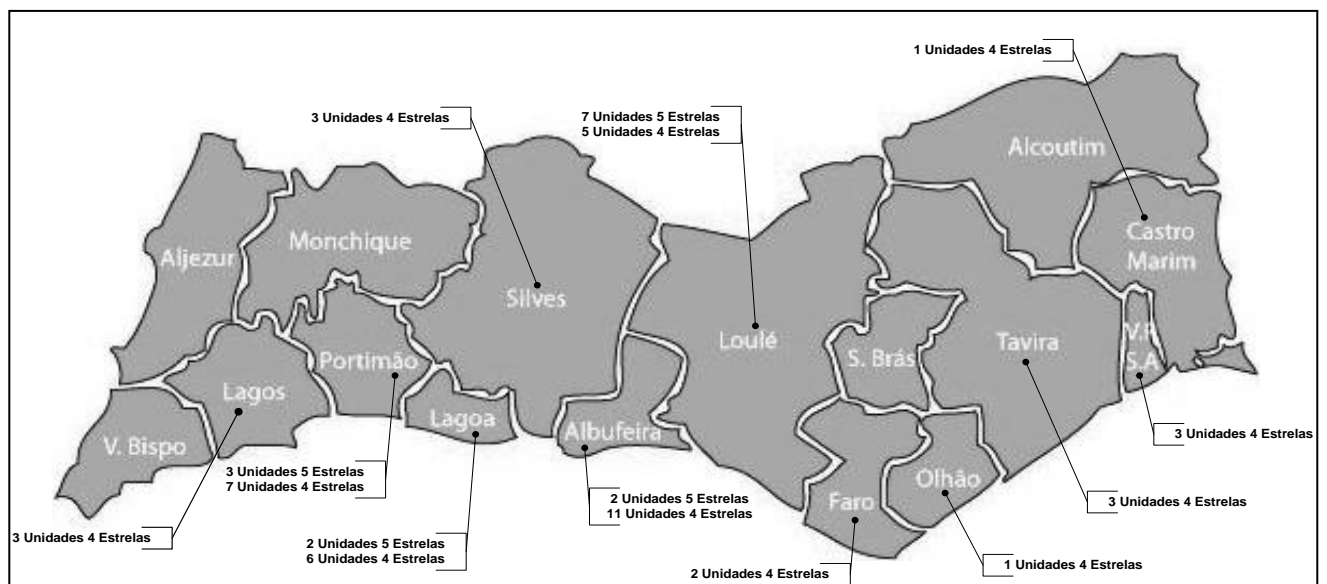 1 Unidades 4 Estrelas
3 Unidades 4 Estrelas
7 Unidades 5 Estrelas
5 Unidades 4 Estrelas
Alcoutim
Aljezur
Monchique
Silves
Loulé
Castro
Marim
Portimão
S. Brás
Tavira
V.R
S.A
Lagos
Lagoa
Albufeira
V. Bispo
Faro
Olhão
3 Unidades 4 Estrelas
3 Unidades 5 Estrelas
7 Unidades 4 Estrelas
2 Unidades 5 Estrelas
11 Unidades 4 Estrelas
3 Unidades 4 Estrelas
3 Unidades 4 Estrelas
2 Unidades 5 Estrelas
6 Unidades 4 Estrelas
2 Unidades 4 Estrelas
1 Unidades 4 Estrelas